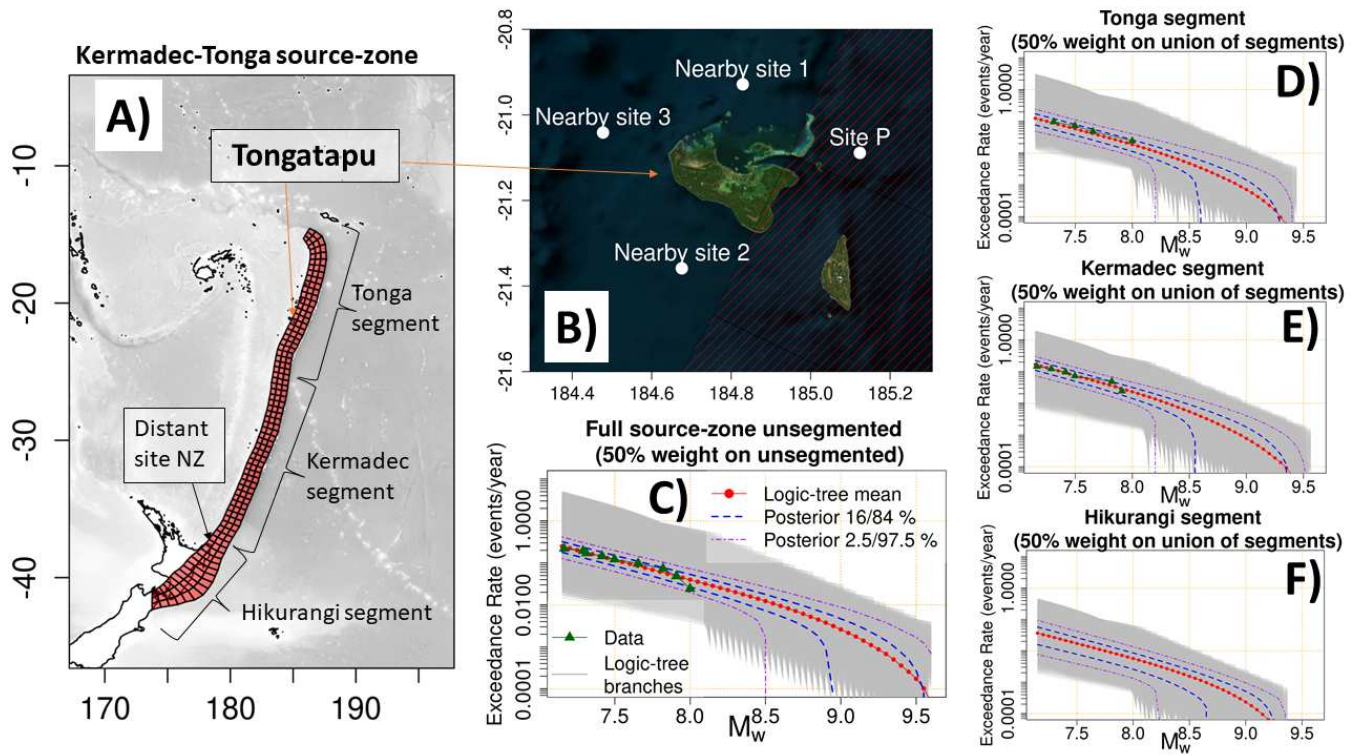 Kermadec-Tonga source-zone
A)
Tongatapu
-10
-20
-30
-40
Tonga
segment
Distant
site NZ
Kermadec
segment
Hikurangi segment
170
180
190
-20.8
-21.0
-21.2
-21.4
-21.6
Nearby site 1
Nearby site 3
Site P
Nearby site 2
B)
184.4
184.6
184.8
185.0
185.2
Full source-zone unsegmented
(50% weight on unsegmented)
C)
Logic-tree mean
Posterior 16/84 %
Posterior 2.5/97.5 %
Data
Logic-tree
branches
Exceedance Rate (events/year)
1.0000
0.0100
0.0001
7.5
8.0
8.5
9.0
9.5
Mw
Tonga segment
(50% weight on union of segments)
D)
Exceedance Rate (events/year)
1.0000
0.0001
7.5
8.0
8.5
9.0
9.5
Mw
Kermadec segment
(50% weight on union of segments)
E)
Exceedance Rate (events/year)
1.0000
0.0001
7.5
8.0
8.5
9.0
9.5
Mw
Hikurangi segment
(50% weight on union of segments)
F)
Exceedance Rate (events/year)
1.0000
0.0001
7.5
8.0
8.5
9.0
9.5
Mw